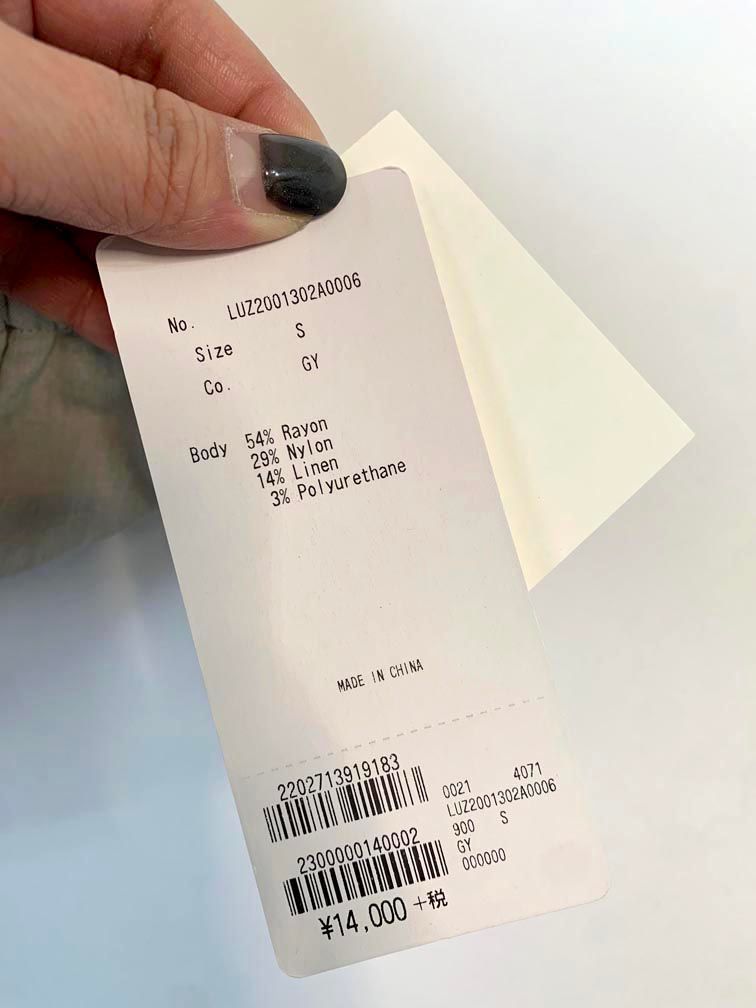 No. LUZ2001302A0006
Size S
Co. GY
Body 54% Rayon
29% Nylon
14% Linen
3% Polyurethane
MADE IN CHINA
2202713919183
2300000140002
¥14,000 +税
0021 4071
LUZ2001302A0006
900 S
GY
000000